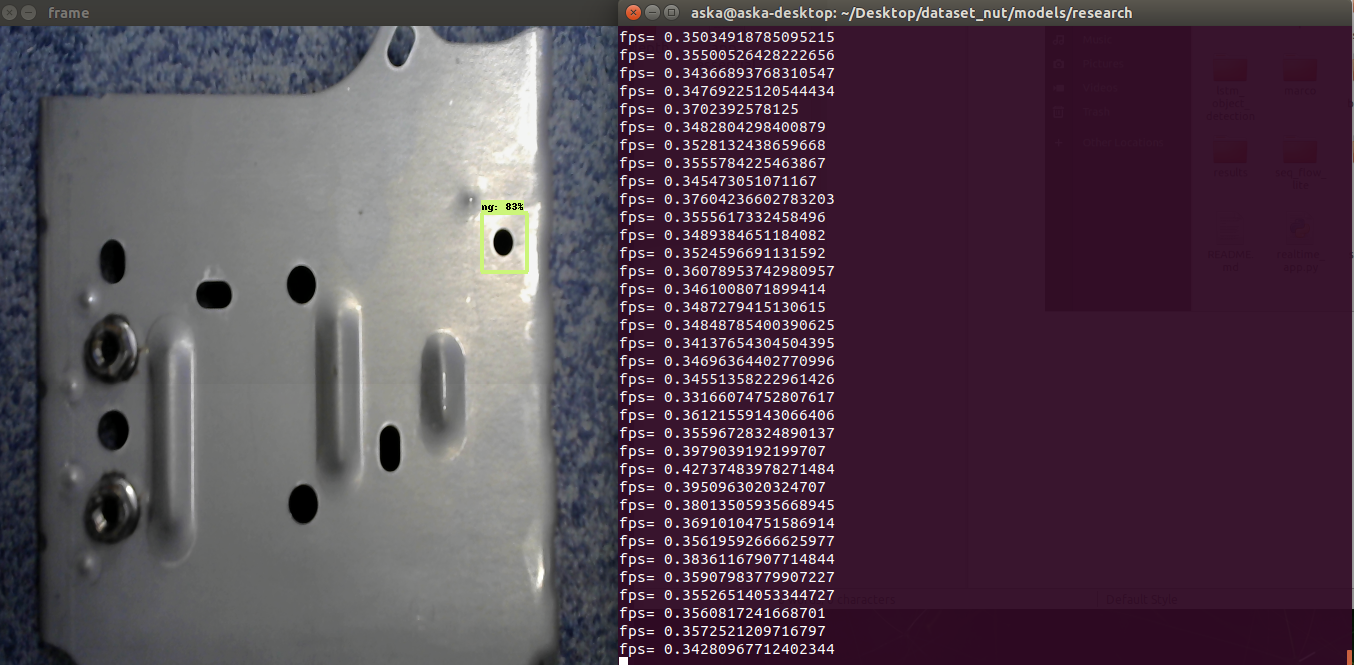 frame
aska@aska-desktop: ~/Desktop/dataset_nut/models/research
ng: 83%
fps= 0.35034918785095215
fps= 0.35500526428222656
fps= 0.34366893768310547
fps= 0.34769225120544434
fps= 0.3702392578125
fps= 0.3482804298400879
fps= 0.3528132438659668
fps= 0.3555784225463867
fps= 0.345473051071167
fps= 0.37604236602783203
fps= 0.3555617332458496
fps= 0.3489384651184082
fps= 0.3524596691131592
fps= 0.36078953742980957
fps= 0.3461008071899414
fps= 0.3487279415130615
fps= 0.34848785400390625
fps= 0.34137654304504395
fps= 0.34696364402770996
fps= 0.34551358222961426
fps= 0.33166074752807617
fps= 0.36121559143066406
fps= 0.35596728324890137
fps= 0.3979039192199707
fps= 0.42737483978271484
fps= 0.3950963020324707
fps= 0.38013505935668945
fps= 0.36910104751586914
fps= 0.35619592666625977
fps= 0.38361167907714844
fps= 0.35907983779907227
fps= 0.35526514053344727
fps= 0.3560817241668701
fps= 0.3572521209716797
fps= 0.34280967712402344
characters
Default Style